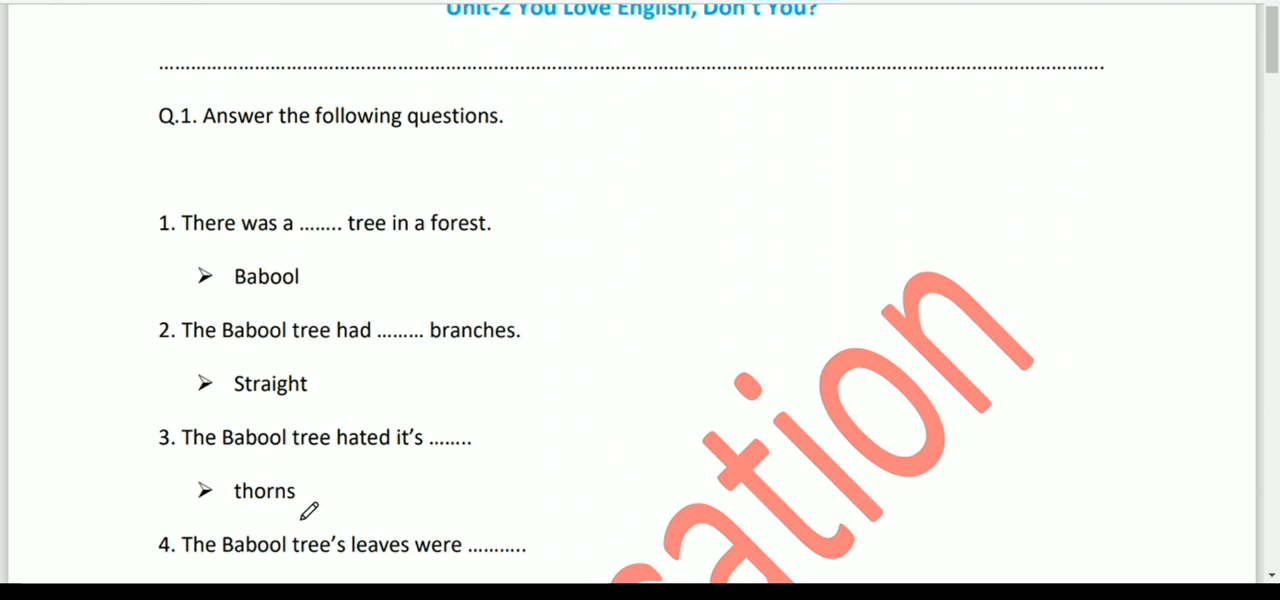 Unit-2 You Love English, Don't You?
................................................................................................................................................
Q.1. Answer the following questions.
1. There was a ........ tree in a forest.
➢ Babool
2. The Babool tree had ......... branches.
➢ Straight
3. The Babool tree hated it's ........
➢ thorns
4. The Babool tree's leaves were ...........
ation